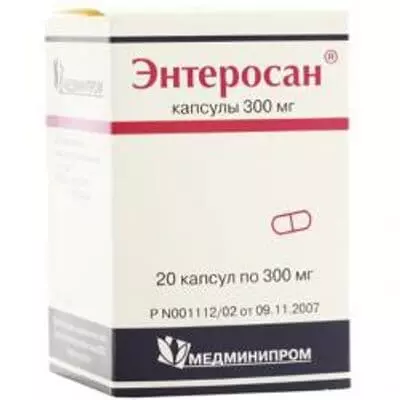 Энтеросан®
капсулы 300 мг
20 капсул по 300 мг
Р N001112/02 от 09.11.2007
МЕДМИНИПРОМ